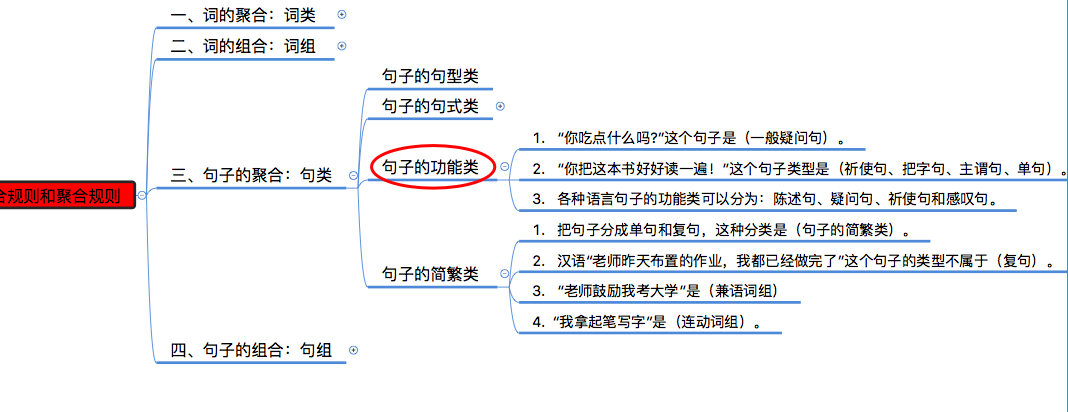 合规则和聚合规则
一、词的聚合：词类
二、词的组合：词组
三、句子的聚合：句类
句子的句型类
句子的句式类
句子的功能类
1. “你吃点什么吗?”这个句子是（一般疑问句）。
2. “你把这本书好好读一遍！”这个句子类型是（祈使句、把字句、主谓句、单句）。
3. 各种语言句子的功能类可以分为：陈述句、疑问句、祈使句和感叹句。
句子的简繁类
1. 把句子分成单句和复句，这种分类是（句子的简繁类）。
2. 汉语“老师昨天布置的作业，我都已经做完了”这个句子的类型不属于（复句）。
3. “老师鼓励我考大学”是（兼语词组）
4. “我拿起笔写字”是（连动词组）。
四、句子的组合：句组